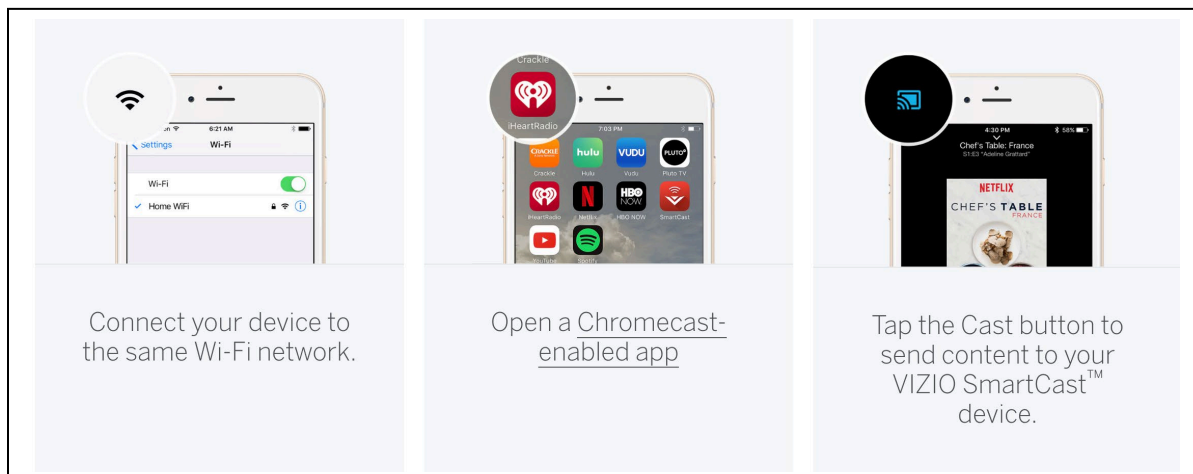 on 6:21 AM
Settings Wi-Fi
Wi-Fi
Home WiFi
Connect your device to
the same Wi-Fi network.
Crackle
iHeartRadio
7:03 PM
CRACKLE hulu VUDU PLUTO
Crackle Hulu Vudu Pluto TV
HBO
NOW
iHeartRadio Netflix HBO NOW SmartCast
YouTube Spotify
Open a Chromecast-
enabled app
4:30 PM 58%
Chef's Table: France
S1:E3 "Adeline Grattard"
NETFLIX
CHEF'S TABLE
FRANCE
Tap the Cast button to
send content to your
VIZIO SmartCast™
device.